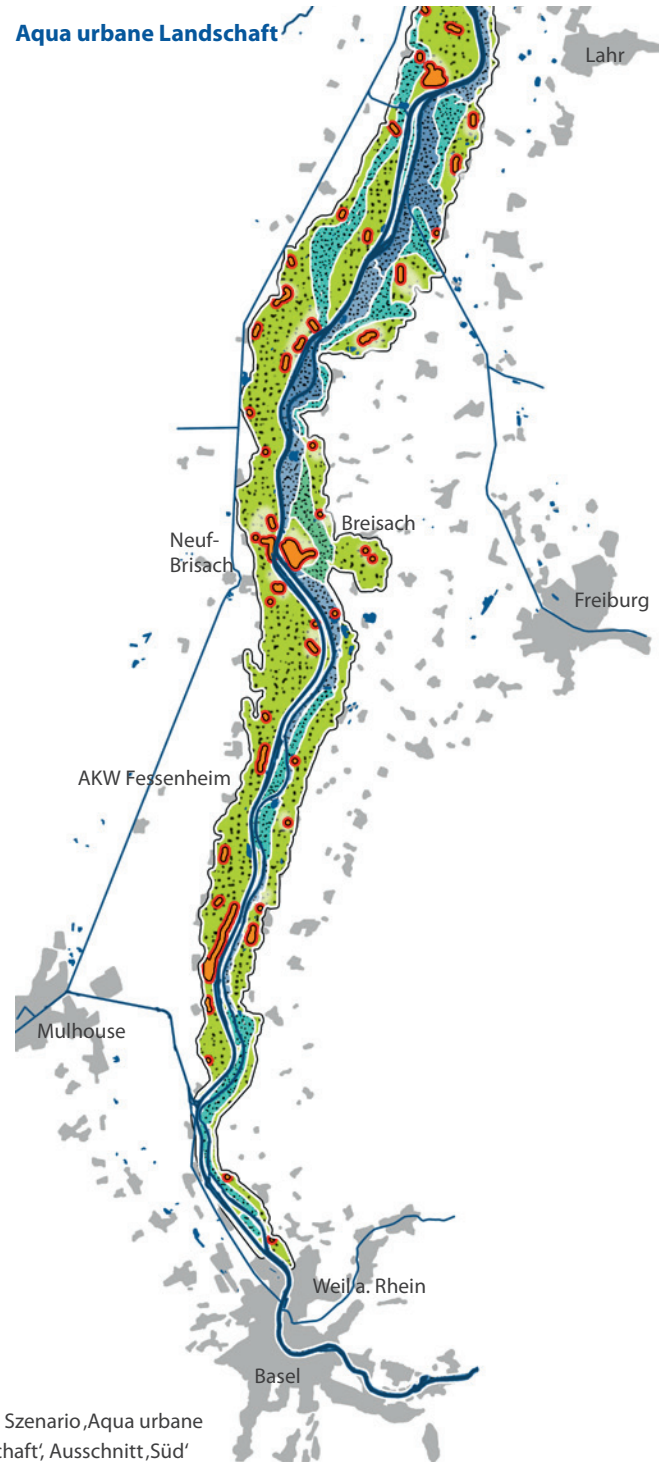 Aqua urbane Landschaft
Lahr
Neuf-
Brisach
Breisach
Freiburg
AKW Fessenheim
Mulhouse
Weil a. Rhein
Basel
Szenario ‚Aqua urbane
chaft‘, Ausschnitt ‚Süd‘